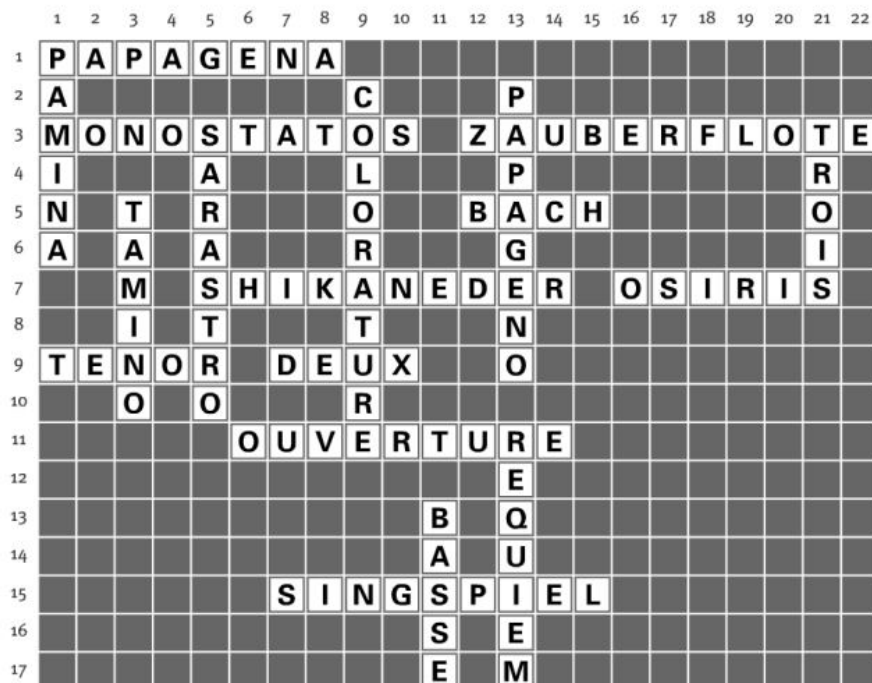 1 2 3 4 5 6 7 8 9 10 11 12 13 14 15 16 17 18 19 20 21 22
1 PAPAGENA
2 A C P
3 MONOSTATOS ZAUBERFLOTE
4 I A L P R
5 N T R O BACH O
6 A A A R G I
7 M SHIKANEDER OSIRIS
8 I T T N
9 TENOR DEUX O
10 O O R
11 OUVERTURE
12 E
13 B Q
14 A U
15 SINGSPIEL
16 S E
17 E M